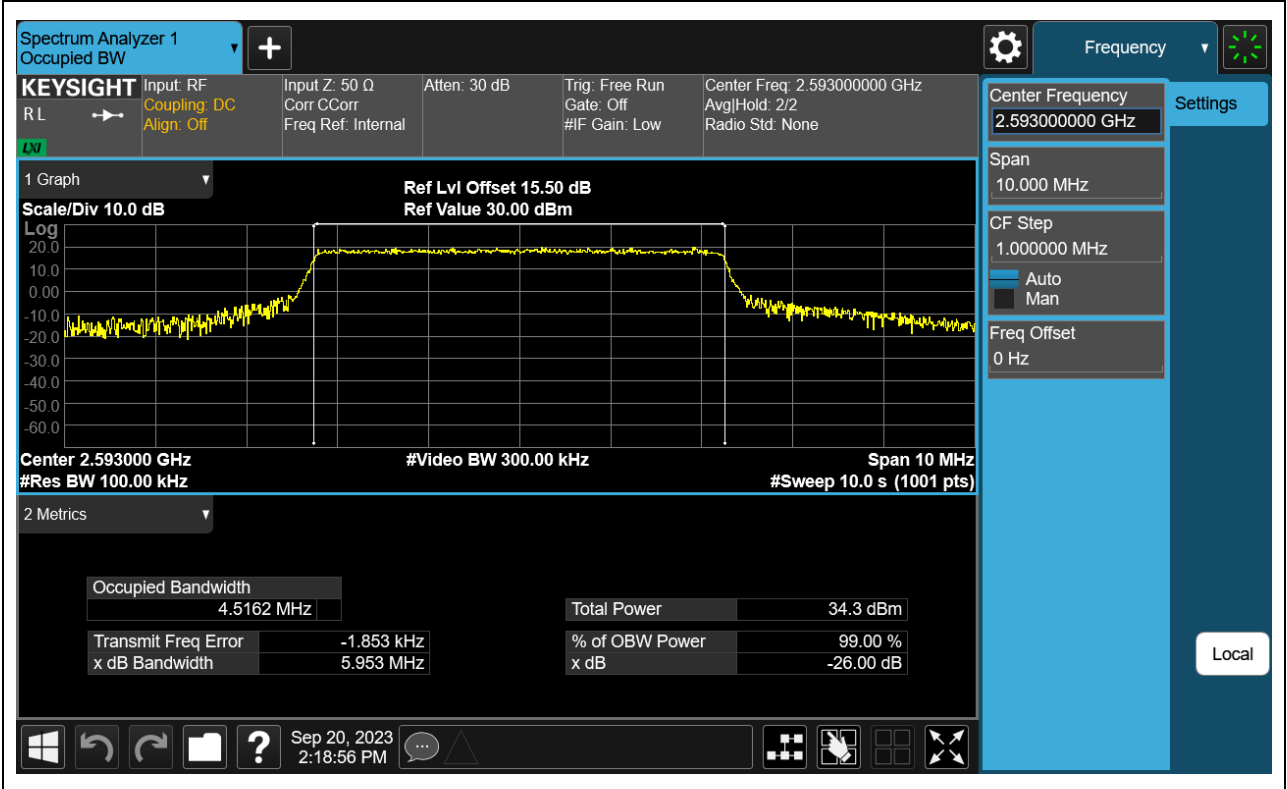 Spectrum Analyzer 1
Occupied BW
Frequency
KEYSIGHT
R L
LXI
Input: RF
Coupling: DC
Align: Off
Input Z: 50 Ω
Corr CCorr
Freq Ref: Internal
Atten: 30 dB
Trig: Free Run
Gate: Off
#IF Gain: Low
Center Freq: 2.593000000 GHz
Avg|Hold: 2/2
Radio Std: None
Center Frequency
2.593000000 GHz
Settings
Span
10.000 MHz
CF Step
1.000000 MHz
Auto
Man
Freq Offset
0 Hz
Local
1 Graph
Scale/Div 10.0 dB
Ref Lvl Offset 15.50 dB
Ref Value 30.00 dBm
Log
20.0
10.0
0.00
-10.0
-20.0
-30.0
-40.0
-50.0
-60.0
Center 2.593000 GHz
#Video BW 300.00 kHz
Span 10 MHz
#Res BW 100.00 kHz
#Sweep 10.0 s (1001 pts)
2 Metrics
Occupied Bandwidth
4.5162 MHz
Total Power 34.3 dBm
Transmit Freq Error -1.853 kHz
% of OBW Power 99.00 %
x dB Bandwidth 5.953 MHz
x dB -26.00 dB
?
Sep 20, 2023
2:18:56 PM